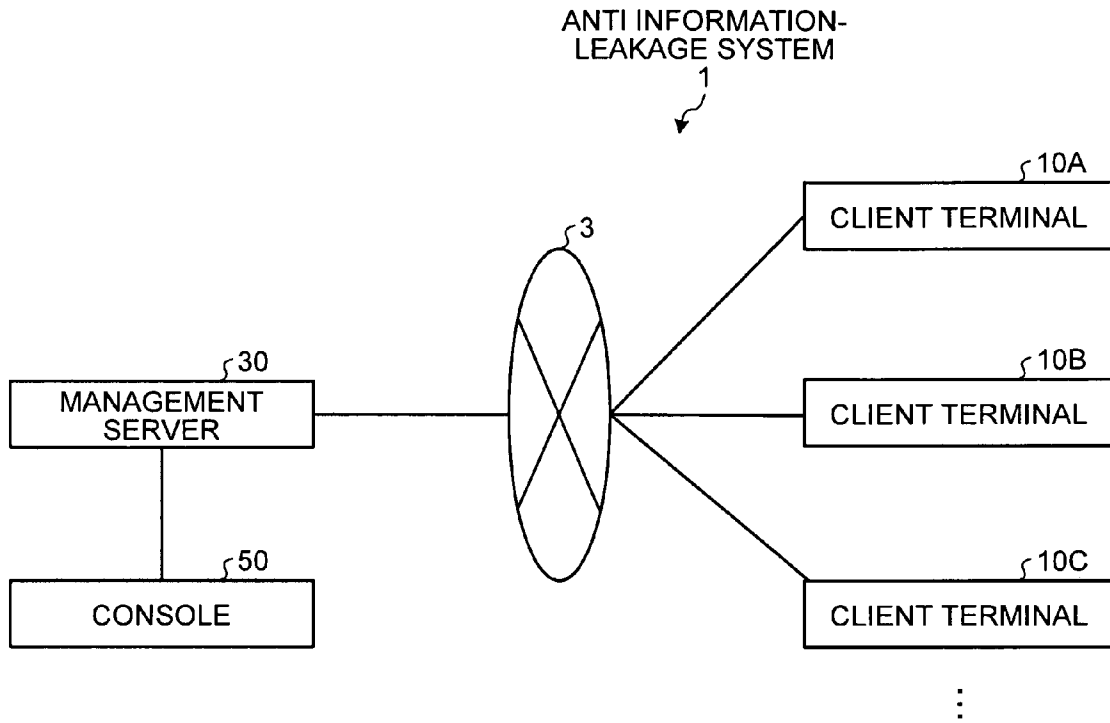 ANTI INFORMATION-
LEAKAGE SYSTEM
1
10A
CLIENT TERMINAL
3
30
MANAGEMENT
SERVER
10B
CLIENT TERMINAL
50
CONSOLE
10C
CLIENT TERMINAL
⋮